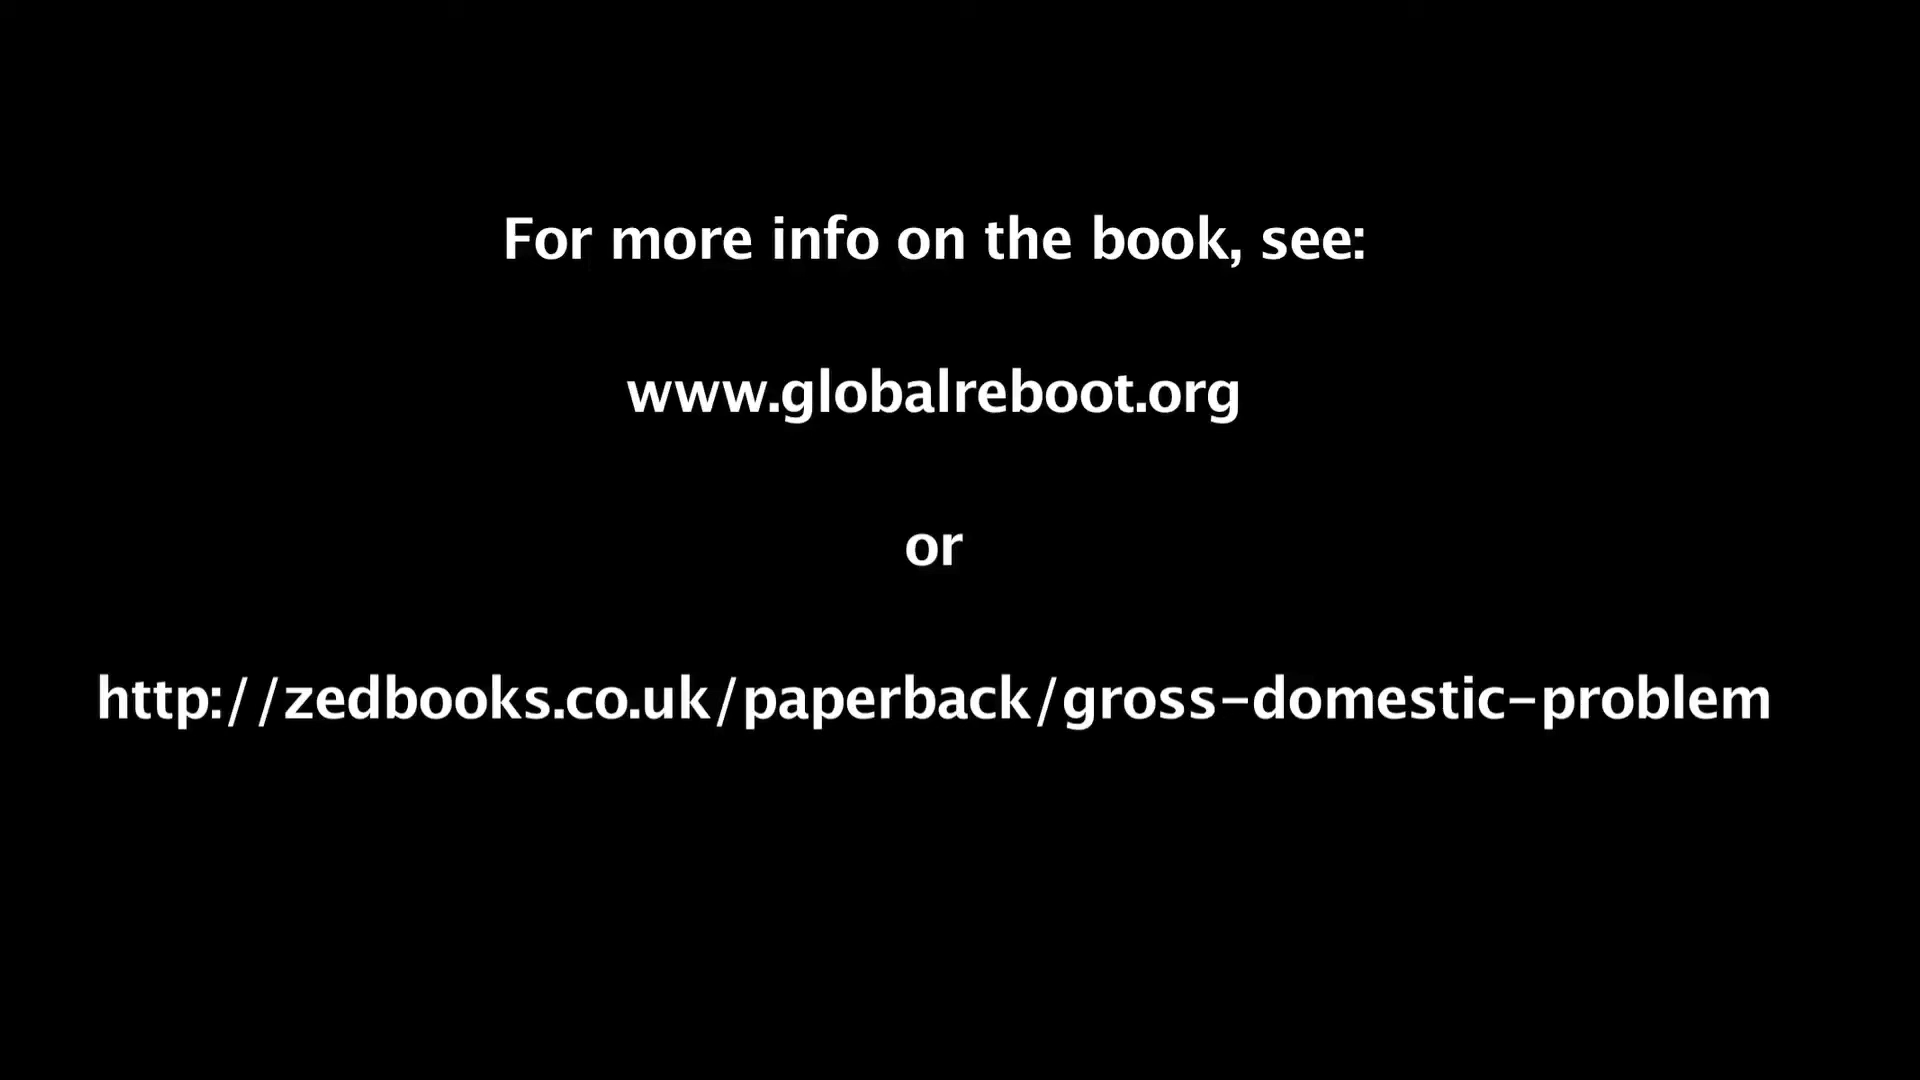 For more info on the book, see:
www.globalreboot.org
or
http://zedbooks.co.uk/paperback/gross-domestic-problem